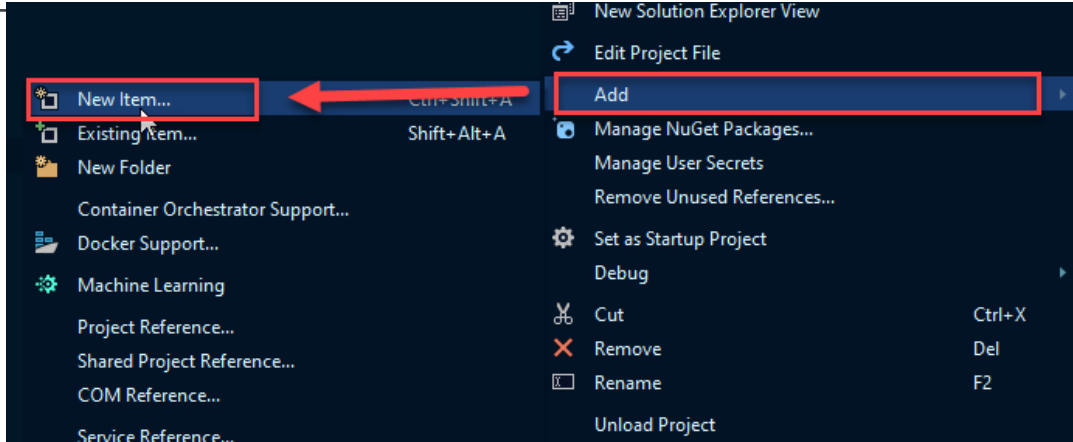 New Solution Explorer View
Edit Project File
Add
Manage NuGet Packages...
Manage User Secrets
Remove Unused References...
Set as Startup Project
Debug
Cut Ctrl+X
Remove Del
Rename F2
Unload Project
New Item... Ctrl+Shift+A
Existing Item... Shift+Alt+A
New Folder
Container Orchestrator Support...
Docker Support...
Machine Learning
Project Reference...
Shared Project Reference...
COM Reference...
Service Reference...